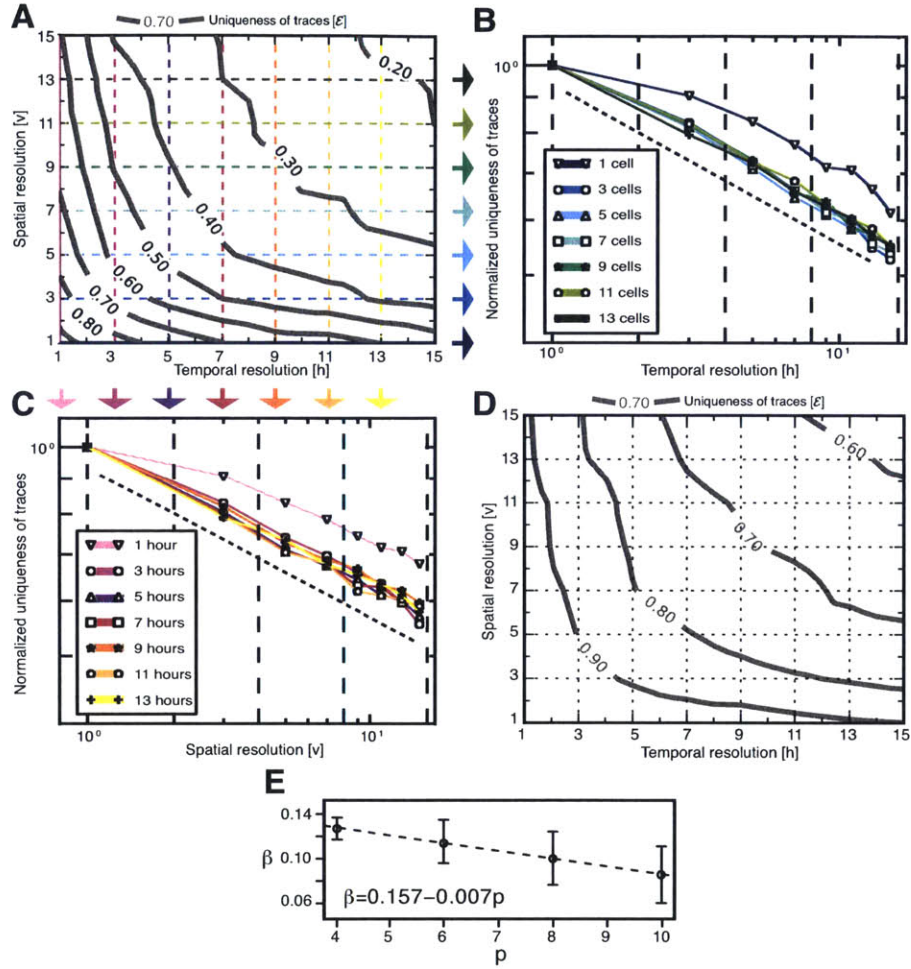 A
0.70 Uniqueness of traces [ε]
Spatial resolution [v]
15
13
11
9
7
5
3
1
0.20
0.30
0.40
0.50
0.60
0.70
0.80
1 3 5 7 9 11 13 15
Temporal resolution [h]
B
Normalized uniqueness of traces
10⁰
1 cell
3 cells
5 cells
7 cells
9 cells
11 cells
13 cells
10⁰ 10¹
Temporal resolution [h]
C
Normalized uniqueness of traces
10⁰
1 hour
3 hours
5 hours
7 hours
9 hours
11 hours
13 hours
10⁰ 10¹
Spatial resolution [v]
D
0.70 Uniqueness of traces [ε]
Spatial resolution [v]
15
13
11
9
7
5
3
1
0.60
0.70
0.80
0.90
1 3 5 7 9 11 13 15
Temporal resolution [h]
E
β
0.14
0.10
0.06
β=0.157−0.007p
4 5 6 7 8 9 10
p